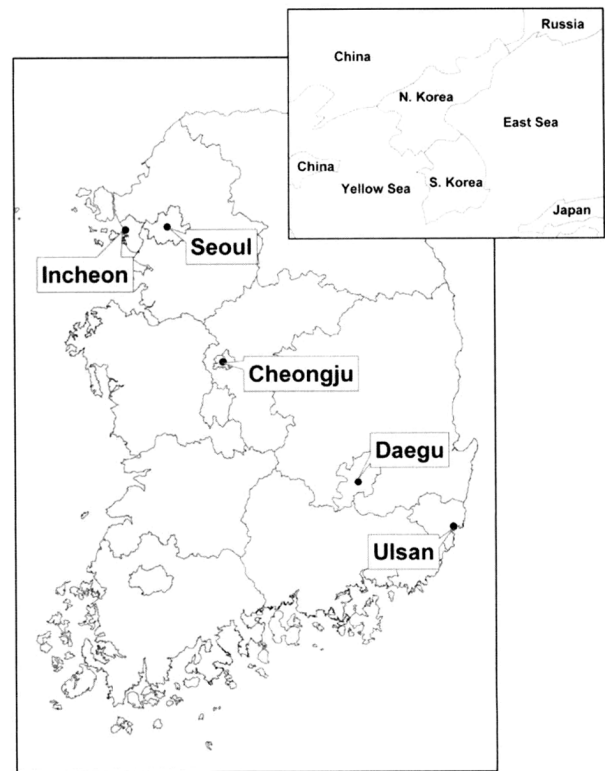 Russia
China
N. Korea
East Sea
China
Yellow Sea
S. Korea
Japan
Seoul
Incheon
Cheongju
Daegu
Ulsan